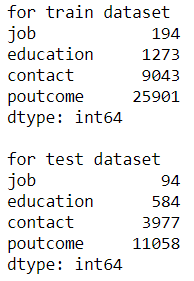 for train dataset
job 194
education 1273
contact 9043
poutcome 25901
dtype: int64
for test dataset
job 94
education 584
contact 3977
poutcome 11058
dtype: int64